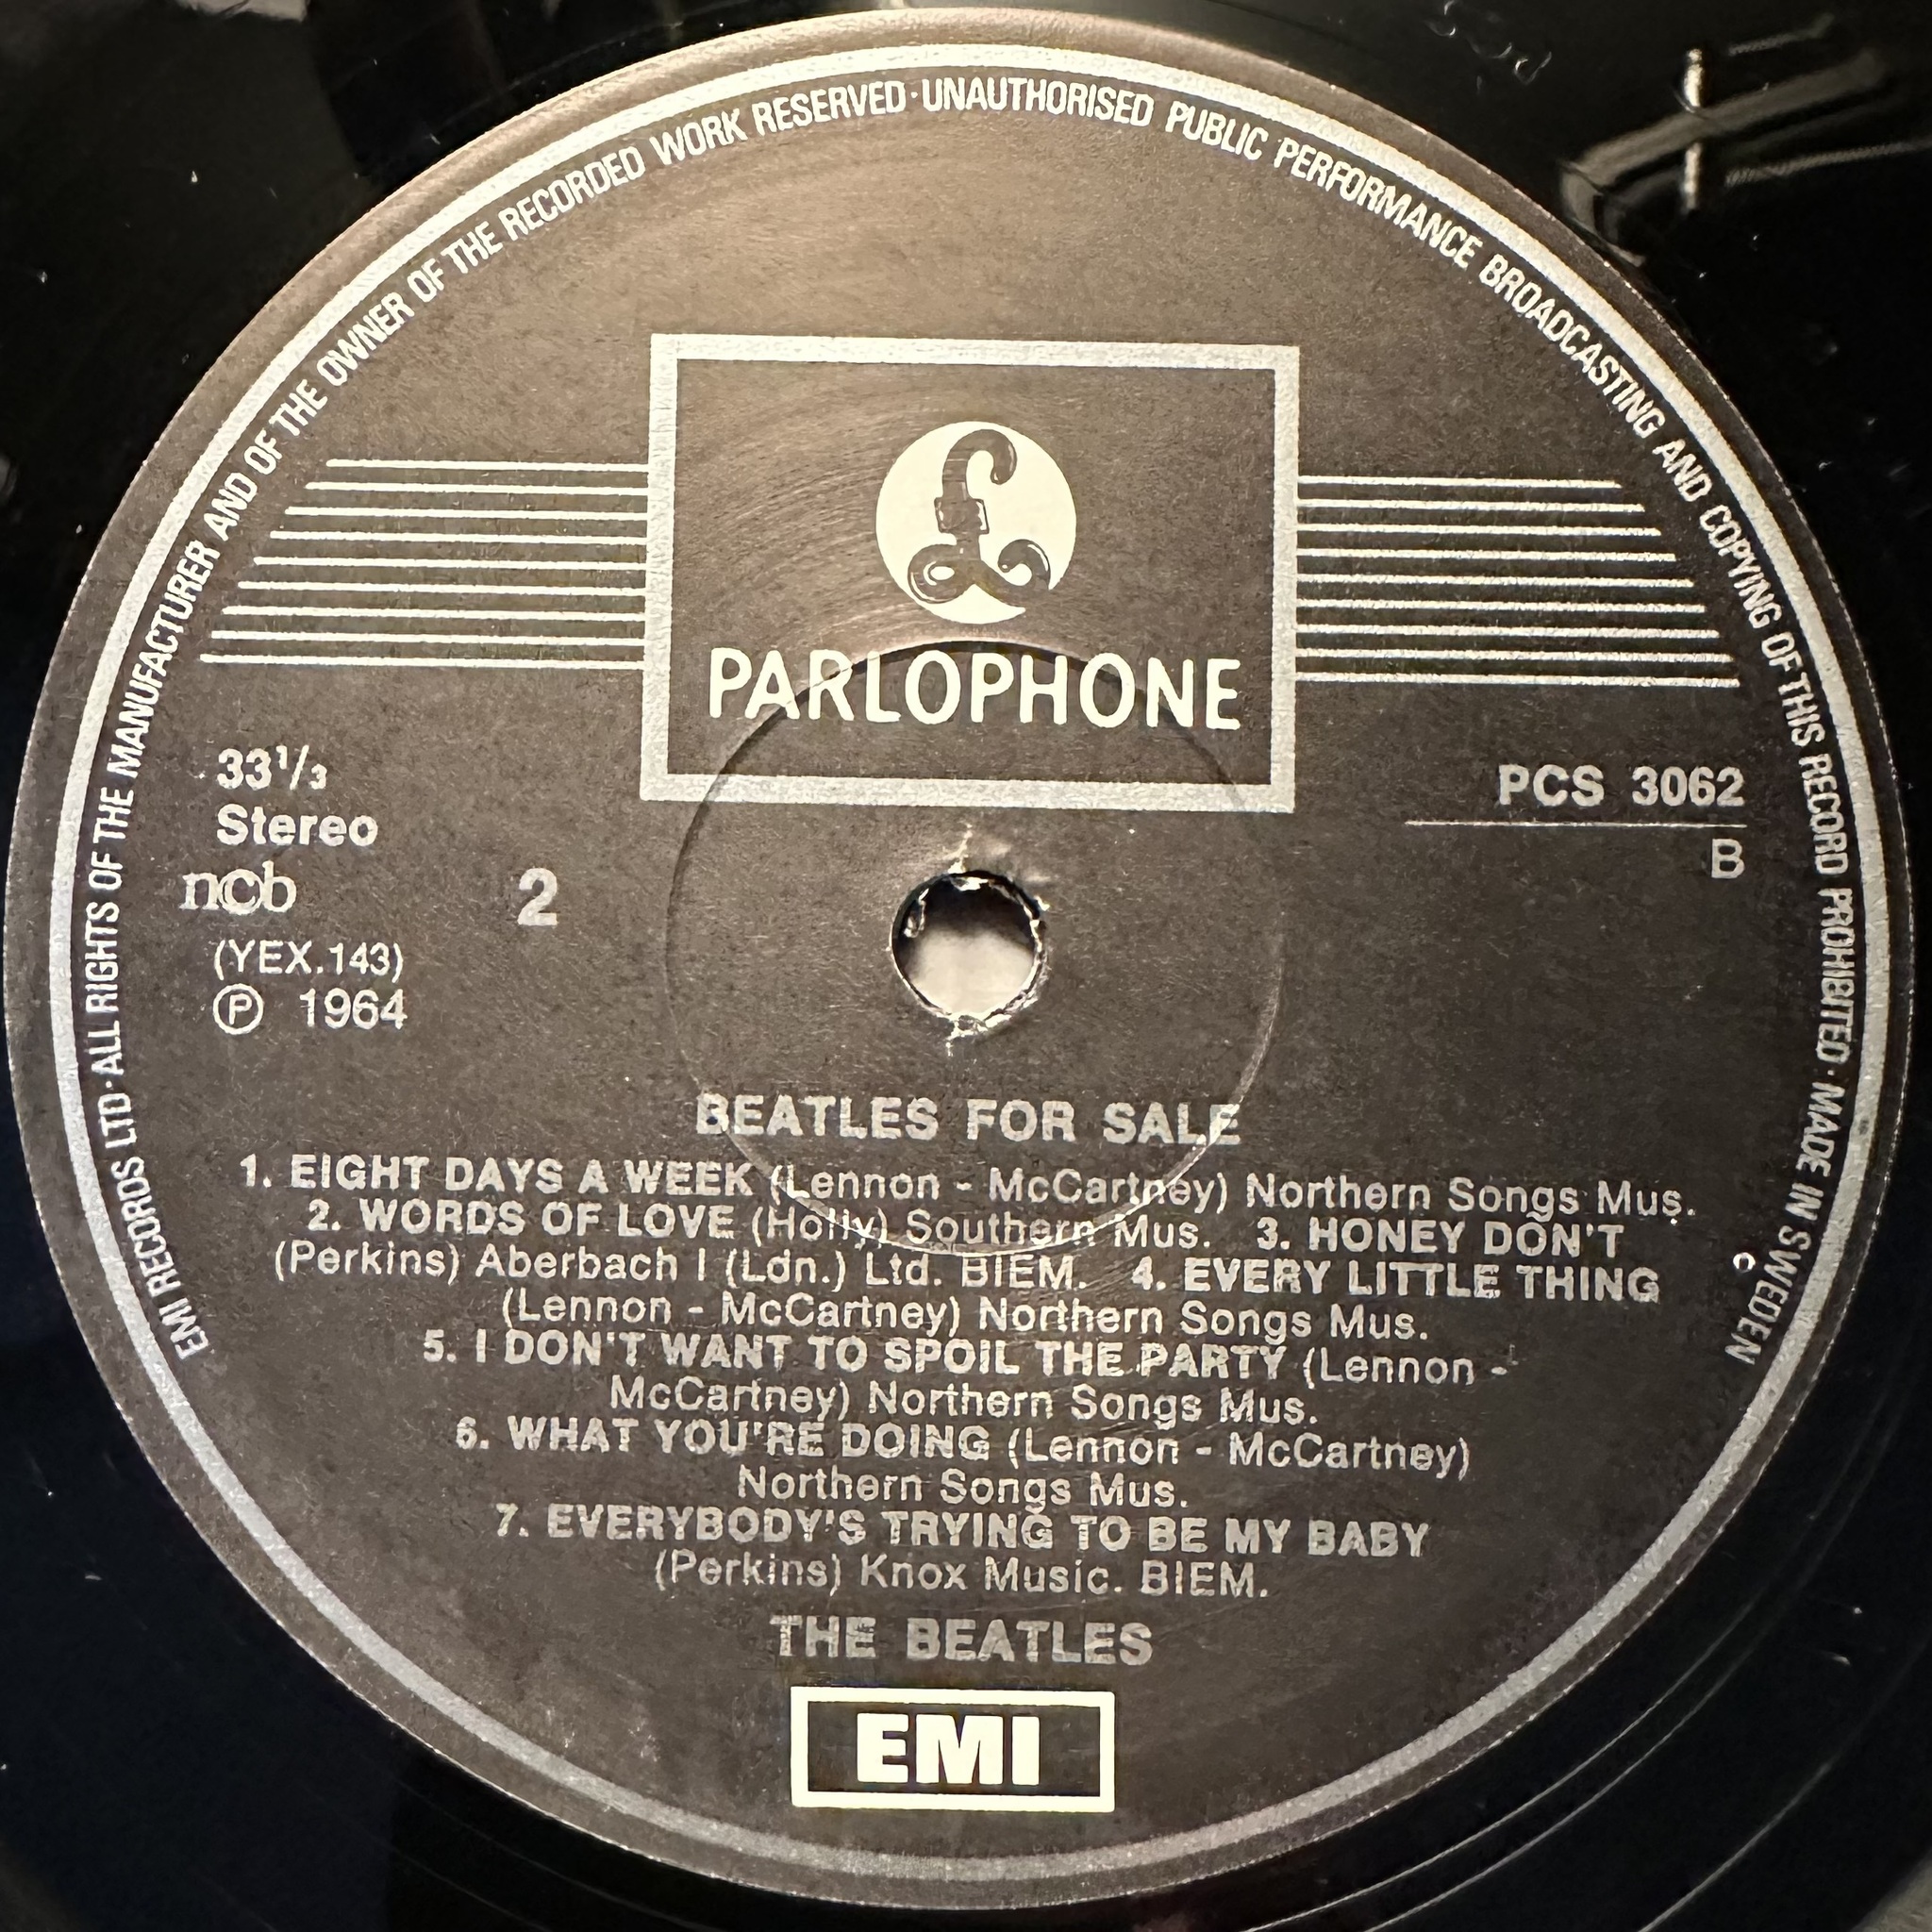 EMI RECORDS LTD·ALL RIGHTS OF THE MANUFACTURER AND OF THE OWNER OF THE RECORDED WORK RESERVED·UNAUTHORISED PUBLIC PERFORMANCE BROADCASTING AND COPYING OF THIS RECORD PROHIBITED·MADE IN SWEDEN
PARLOPHONE
33¹/₃
Stereo
ncb
2
(YEX.143)
Ⓟ 1964
PCS 3062
B
BEATLES FOR SALE
1. EIGHT DAYS A WEEK (Lennon - McCartney) Northern Songs Mus.
2. WORDS OF LOVE (Holly) Southern Mus. 3. HONEY DON'T
(Perkins) Aberbach I (Ldn.) Ltd. BIEM. 4. EVERY LITTLE THING
(Lennon - McCartney) Northern Songs Mus.
5. I DON'T WANT TO SPOIL THE PARTY (Lennon -
McCartney) Northern Songs Mus.
6. WHAT YOU'RE DOING (Lennon - McCartney)
Northern Songs Mus.
7. EVERYBODY'S TRYING TO BE MY BABY
(Perkins) Knox Music. BIEM.
THE BEATLES
EMI